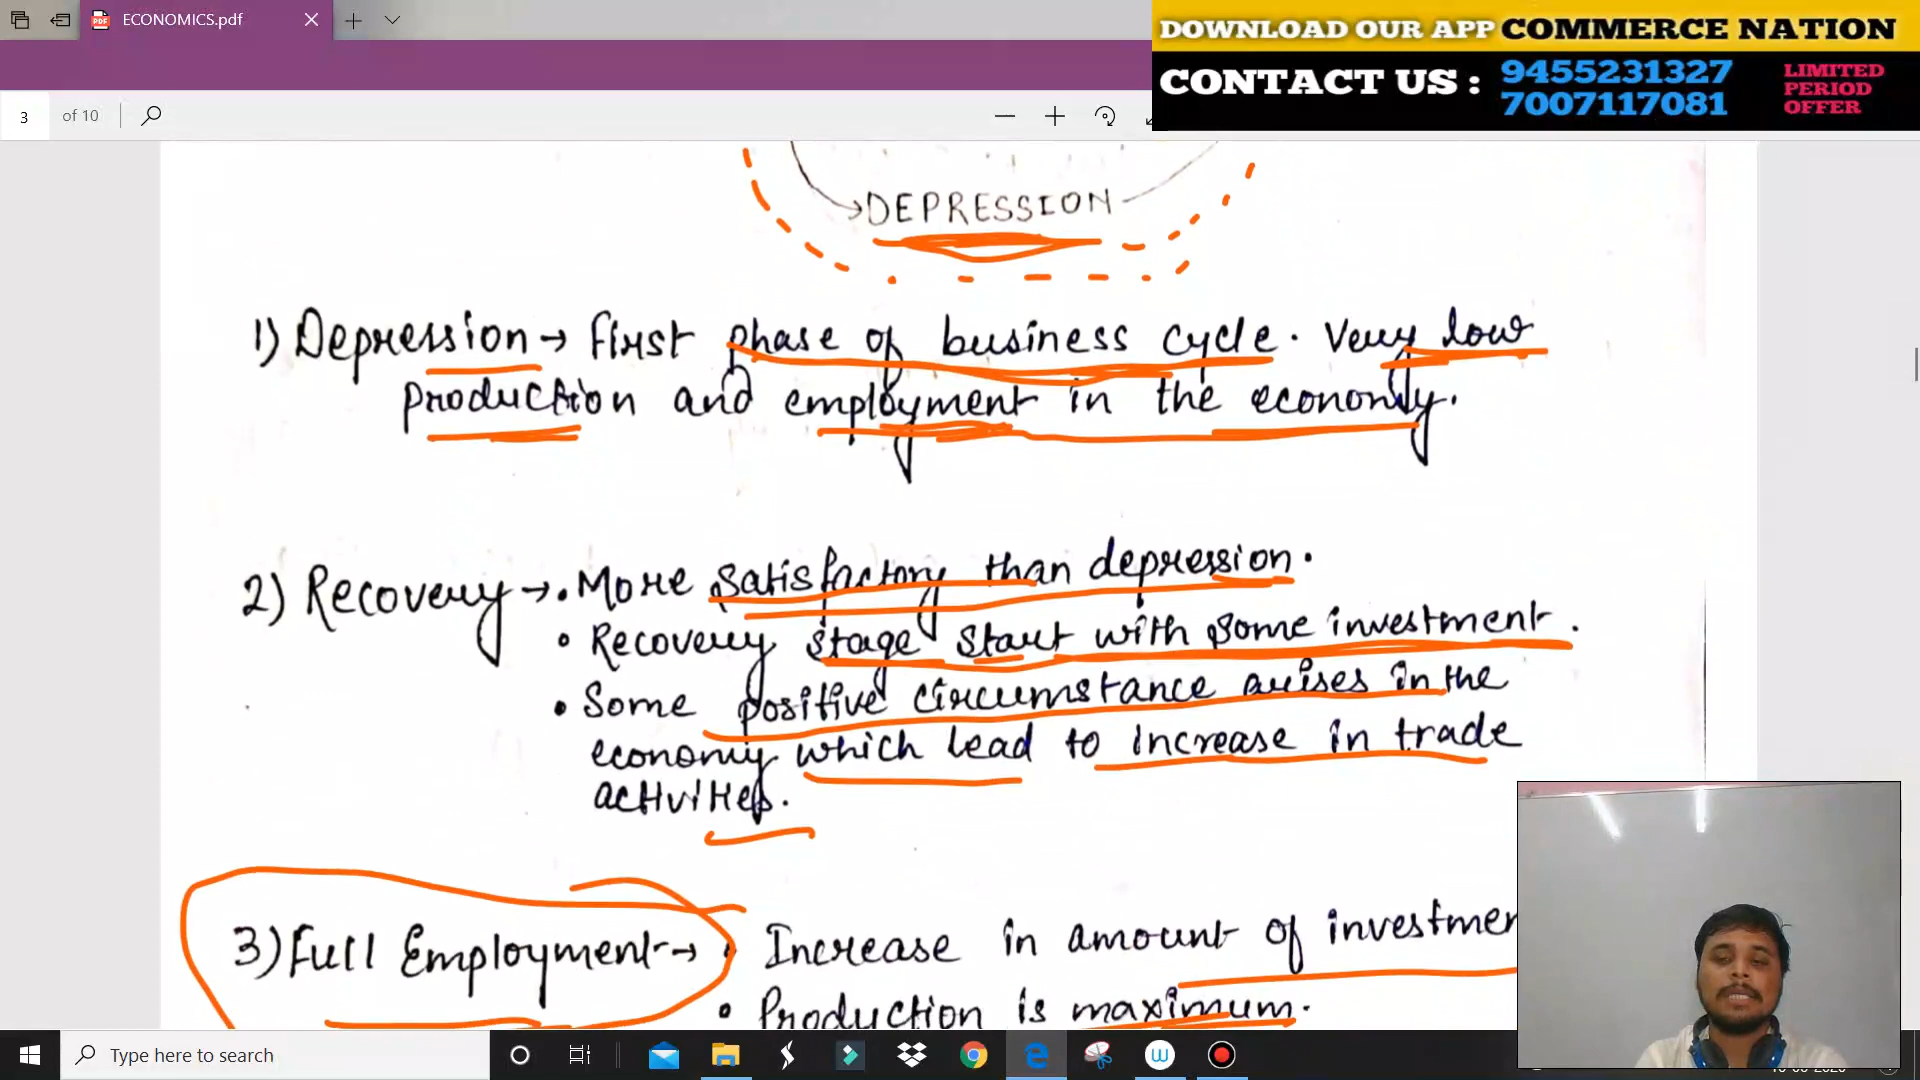 ECONOMICS.pdf
DOWNLOAD OUR APP COMMERCE NATION
CONTACT US : 9455231327
7007117081
LIMITED
PERIOD
OFFER
3 of 10
DEPRESSION
1) Depression → First phase of business cycle. Very low
production and employment in the economy.
2) Recovery → • More satisfactory than depression.
• Recovery stage start with some investment.
• Some positive circumstance arises in the
economy which lead to increase in trade
activities.
3) Full Employment → • Increase in amount of investmen
• Production is maximum.
Type here to search